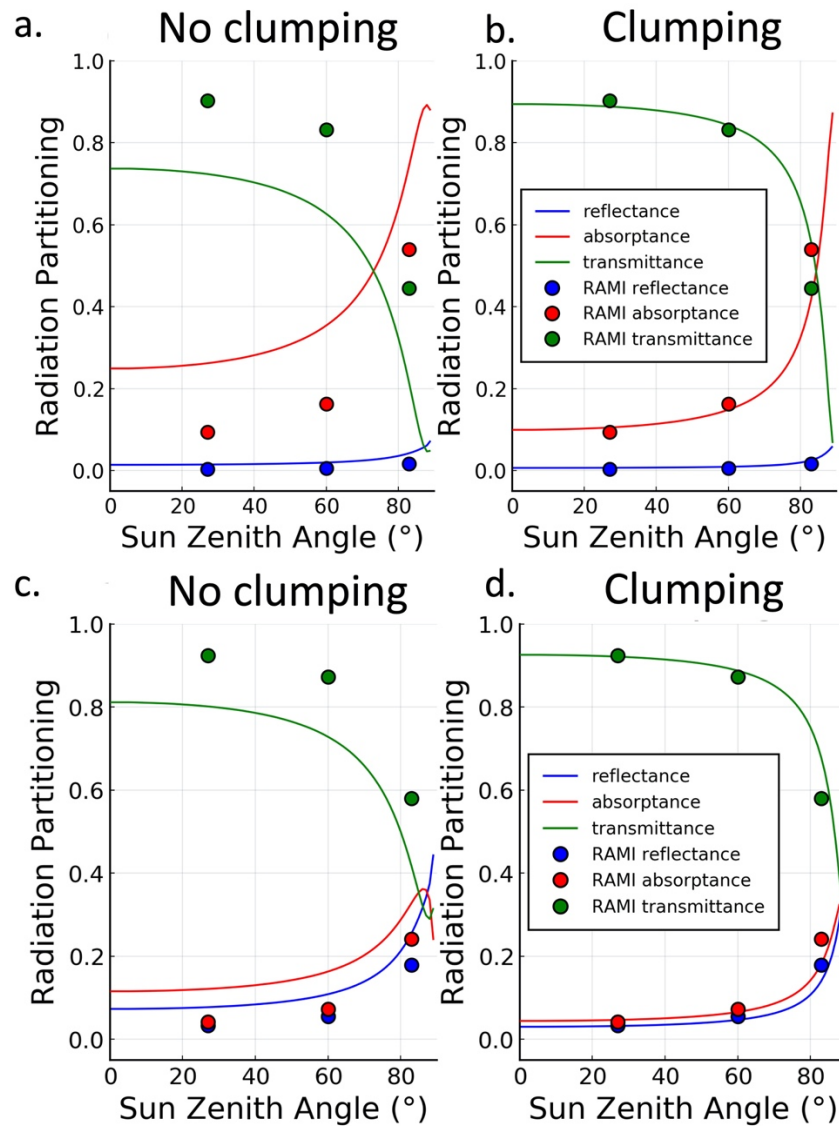 a.
No clumping
b.
Clumping
Radiation Partitioning
1.0
0.8
0.6
0.4
0.2
0.0
0
20
40
60
80
Sun Zenith Angle (°)
Radiation Partitioning
1.0
0.8
0.6
0.4
0.2
0.0
reflectance
absorptance
transmittance
RAMI reflectance
RAMI absorptance
RAMI transmittance
0
20
40
60
80
Sun Zenith Angle (°)
c.
No clumping
d.
Clumping
Radiation Partitioning
1.0
0.8
0.6
0.4
0.2
0.0
0
20
40
60
80
Sun Zenith Angle (°)
Radiation Partitioning
1.0
0.8
0.6
0.4
0.2
0.0
reflectance
absorptance
transmittance
RAMI reflectance
RAMI absorptance
RAMI transmittance
0
20
40
60
80
Sun Zenith Angle (°)